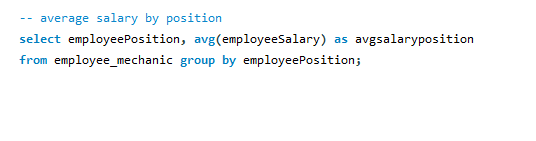 -- average salary by position
select employeePosition, avg(employeeSalary) as avgsalaryposition
from employee_mechanic group by employeePosition;